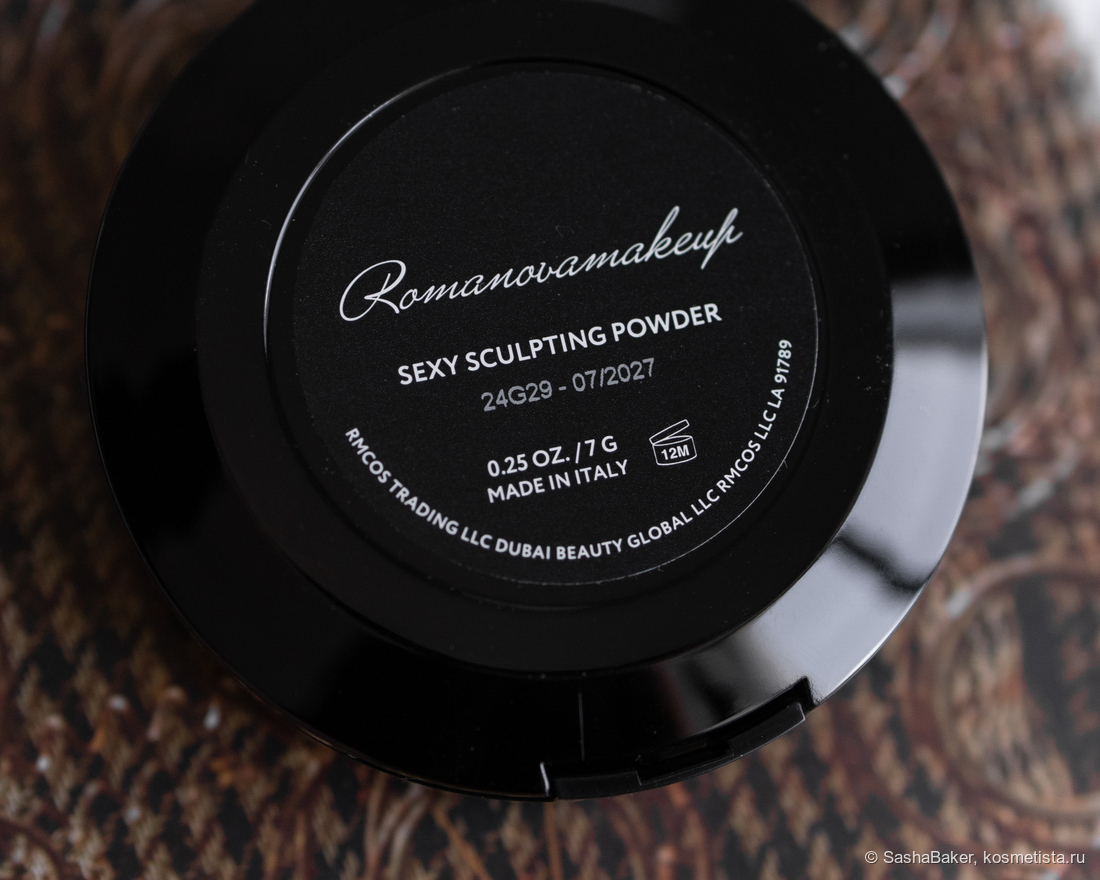 Romanovamakeup
SEXY SCULPTING POWDER
24G29 - 07/2027
0.25 OZ. / 7 G
MADE IN ITALY
12M
RMCOS TRADING LLC DUBAI BEAUTY GLOBAL LLC RMCOS LLC LA 91789
© SashaBaker, kosmetista.ru